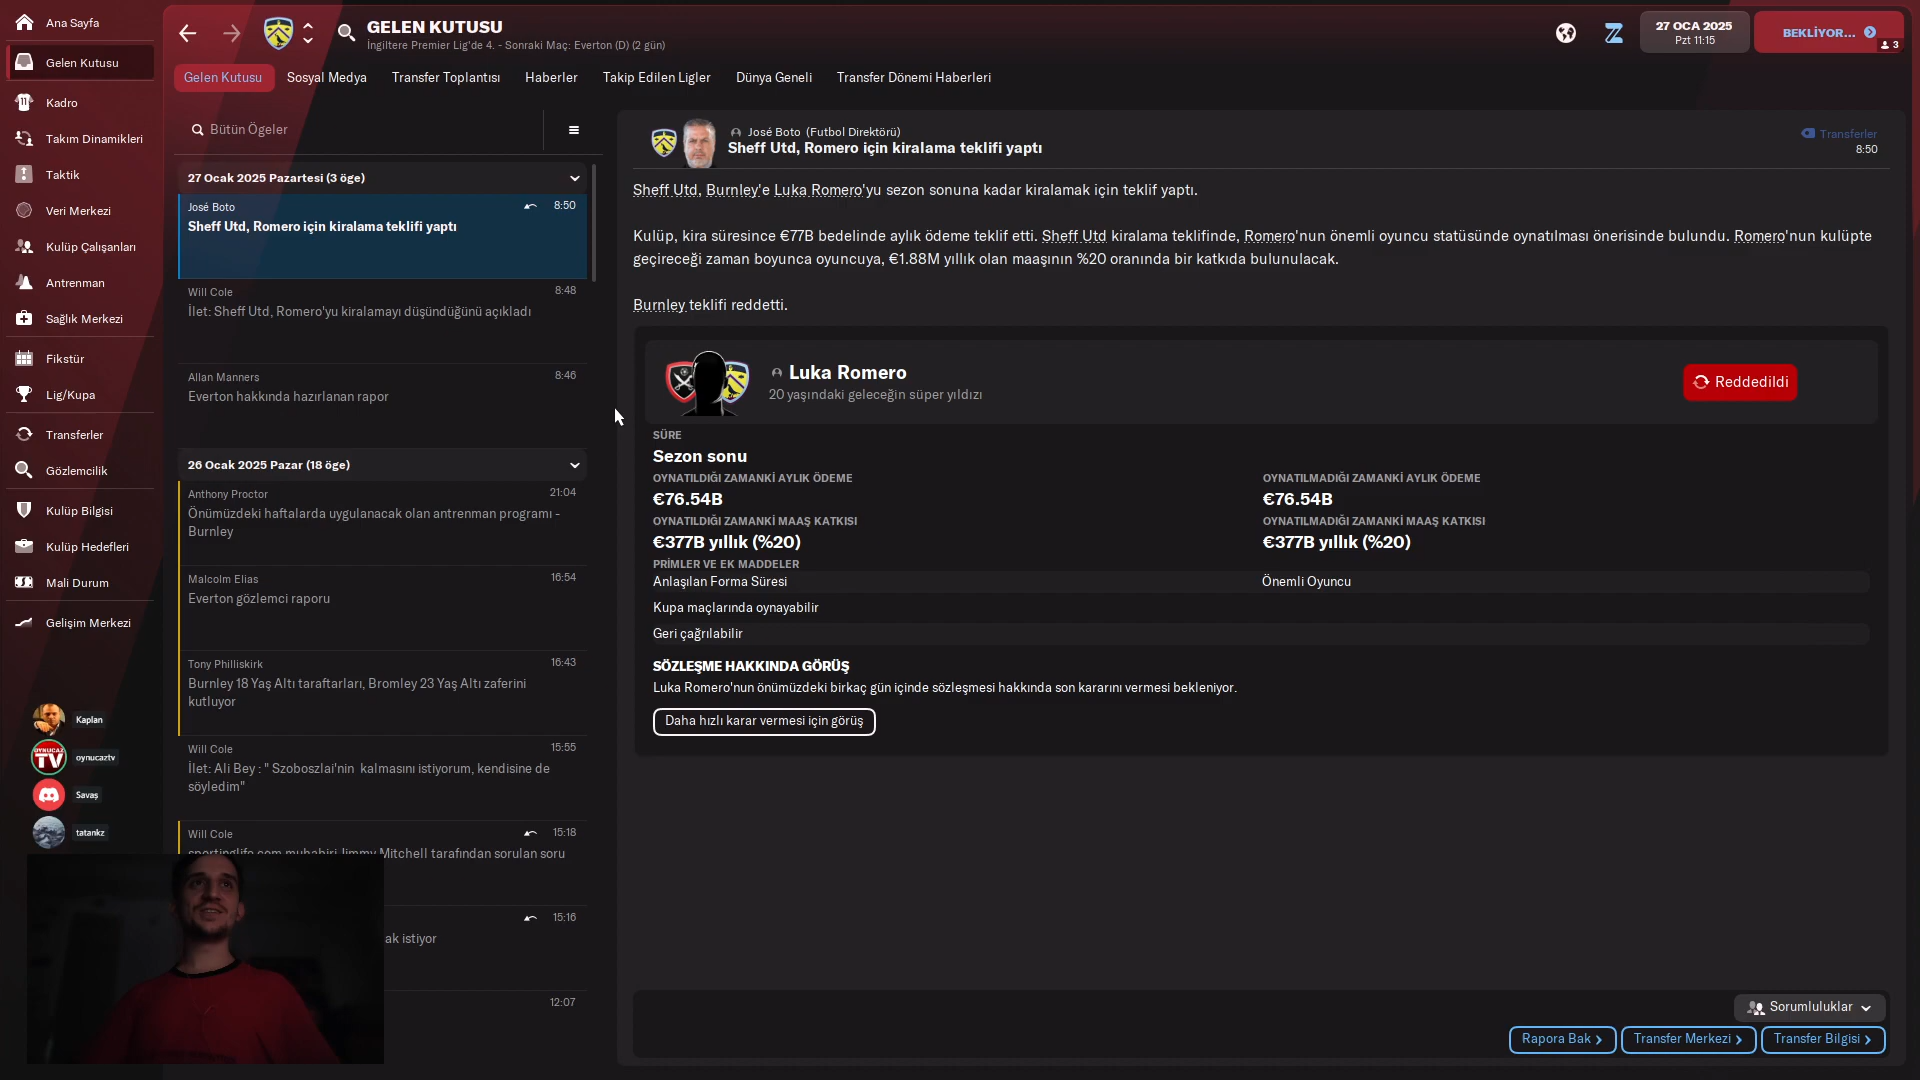 Ana Sayfa
Gelen Kutusu
Kadro
Takım Dinamikleri
Taktik
Veri Merkezi
Kulüp Çalışanları
Antrenman
Sağlık Merkezi
Fikstür
Lig/Kupa
Transferler
Gözlemcilik
Kulüp Bilgisi
Kulüp Hedefleri
Mali Durum
Gelişim Merkezi
Kaplan
OYNUCAZ TV
oynucaztv
Savaş
tatankz
GELEN KUTUSU
İngiltere Premier Lig'de 4. - Sonraki Maç: Everton (D) (2 gün)
27 OCA 2025
Pzt 11:15
BEKLİYOR...
3
Gelen Kutusu
Sosyal Medya
Transfer Toplantısı
Haberler
Takip Edilen Ligler
Dünya Geneli
Transfer Dönemi Haberleri
Bütün Ögeler
27 Ocak 2025 Pazartesi (3 öge)
José Boto
8:50
Sheff Utd, Romero için kiralama teklifi yaptı
Will Cole
8:48
İlet: Sheff Utd, Romero'yu kiralamayı düşündüğünü açıkladı
Allan Manners
8:46
Everton hakkında hazırlanan rapor
26 Ocak 2025 Pazar (18 öge)
Anthony Proctor
21:04
Önümüzdeki haftalarda uygulanacak olan antrenman programı -
Burnley
Malcolm Elias
16:54
Everton gözlemci raporu
Tony Philliskirk
16:43
Burnley 18 Yaş Altı taraftarları, Bromley 23 Yaş Altı zaferini
kutluyor
Will Cole
15:55
İlet: Ali Bey : " Szoboszlai'nin kalmasını istiyorum, kendisine de
söyledim"
Will Cole
15:18
sportinglife.com muhabiri Jimmy Mitchell tarafından sorulan soru
15:16
ak istiyor
12:07
José Boto (Futbol Direktörü)
Sheff Utd, Romero için kiralama teklifi yaptı
Transferler
8:50
Sheff Utd, Burnley'e Luka Romero'yu sezon sonuna kadar kiralamak için teklif yaptı.
Kulüp, kira süresince €77B bedelinde aylık ödeme teklif etti. Sheff Utd kiralama teklifinde, Romero'nun önemli oyuncu statüsünde oynatılması önerisinde bulundu. Romero'nun kulüpte
geçireceği zaman boyunca oyuncuya, €1.88M yıllık olan maaşının %20 oranında bir katkıda bulunulacak.
Burnley teklifi reddetti.
Luka Romero
20 yaşındaki geleceğin süper yıldızı
Reddedildi
SÜRE
Sezon sonu
OYNATILDIĞI ZAMANKİ AYLIK ÖDEME
OYNATILMADIĞI ZAMANKİ AYLIK ÖDEME
€76.54B
€76.54B
OYNATILDIĞI ZAMANKİ MAAŞ KATKISI
OYNATILMADIĞI ZAMANKİ MAAŞ KATKISI
€377B yıllık (%20)
€377B yıllık (%20)
PRİMLER VE EK MADDELER
Anlaşılan Forma Süresi
Önemli Oyuncu
Kupa maçlarında oynayabilir
Geri çağrılabilir
SÖZLEŞME HAKKINDA GÖRÜŞ
Luka Romero'nun önümüzdeki birkaç gün içinde sözleşmesi hakkında son kararını vermesi bekleniyor.
Daha hızlı karar vermesi için görüş
Sorumluluklar
Rapora Bak
Transfer Merkezi
Transfer Bilgisi